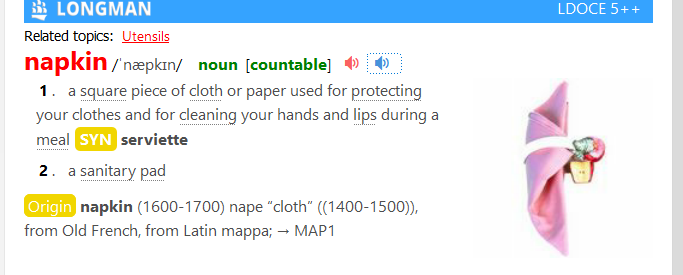 LONGMAN LDOCE 5++
Related topics: Utensils
napkin /ˈnæpkɪn/ noun [countable]
1. a square piece of cloth or paper used for protecting
your clothes and for cleaning your hands and lips during a
meal SYN serviette
2. a sanitary pad
Origin napkin (1600-1700) nape “cloth” ((1400-1500)),
from Old French, from Latin mappa; → MAP1